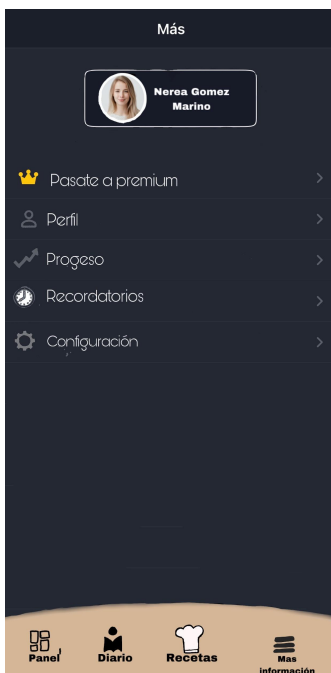 Más
Nerea Gomez
Marino
Pasate a premium
Perfil
Progeso
Recordatorios
Configuración
Panel
Diario
Recetas
Mas
información